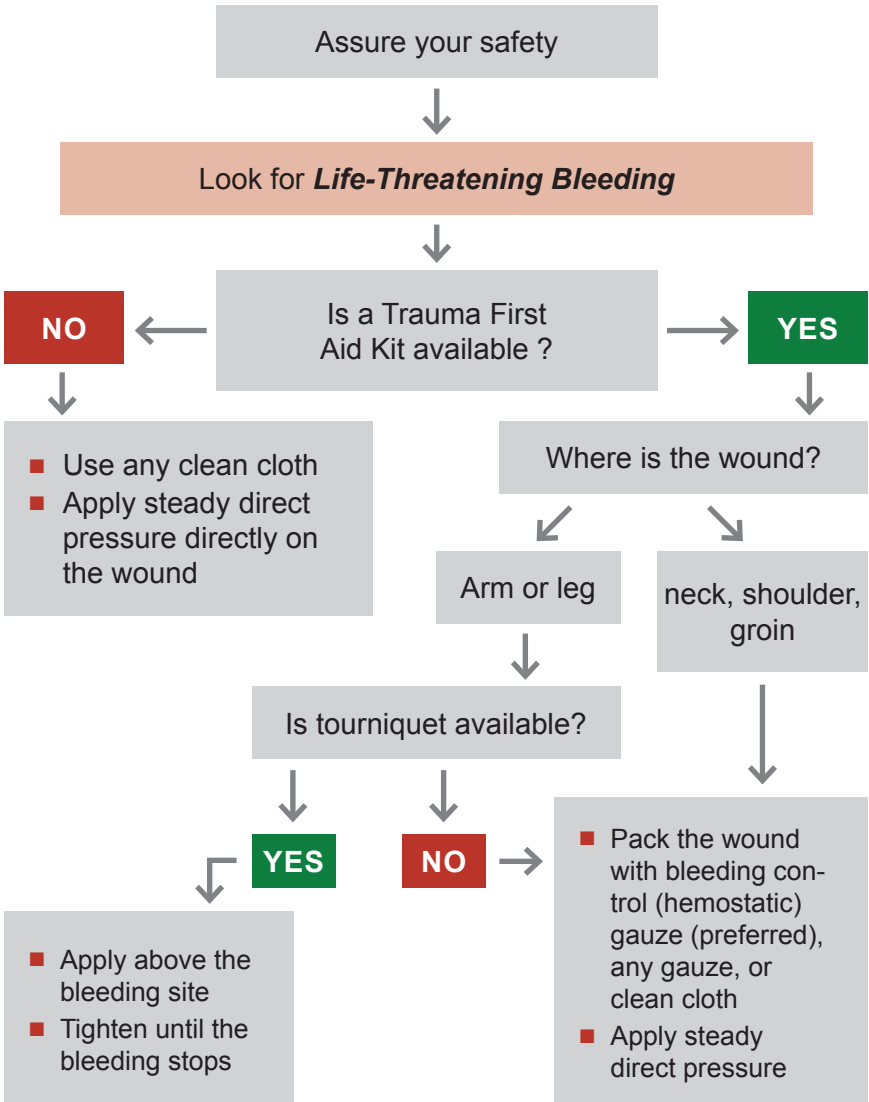 Assure your safety
Look for Life-Threatening Bleeding
Is a Trauma First
Aid Kit available ?
NO
YES
Use any clean cloth
Apply steady direct
pressure directly on
the wound
Where is the wound?
Arm or leg
neck, shoulder,
groin
Is tourniquet available?
YES
NO
Apply above the
bleeding site
Tighten until the
bleeding stops
Pack the wound
with bleeding con-
trol (hemostatic)
gauze (preferred),
any gauze, or
clean cloth
Apply steady
direct pressure